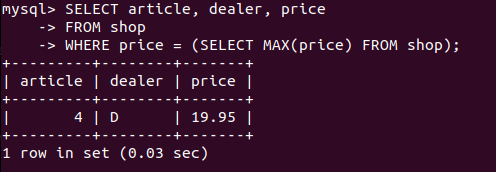 mysql> SELECT article, dealer, price
    -> FROM shop
    -> WHERE price = (SELECT MAX(price) FROM shop);
+---------+--------+-------+
| article | dealer | price |
+---------+--------+-------+
|       4 | D      | 19.95 |
+---------+--------+-------+
1 row in set (0.03 sec)